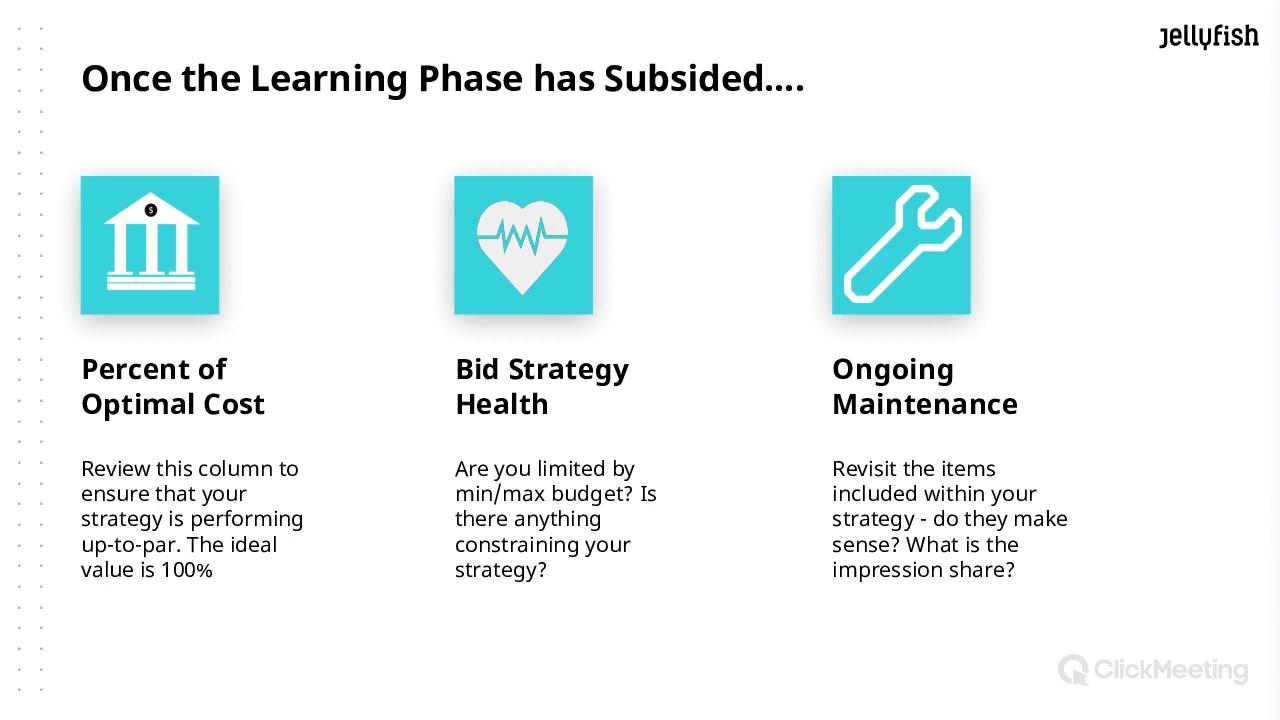 jellyfish
Once the Learning Phase has Subsided....
$
Percent of
Optimal Cost
Review this column to
ensure that your
strategy is performing
up-to-par. The ideal
value is 100%
Bid Strategy
Health
Are you limited by
min/max budget? Is
there anything
constraining your
strategy?
Ongoing
Maintenance
Revisit the items
included within your
strategy - do they make
sense? What is the
impression share?
ClickMeeting